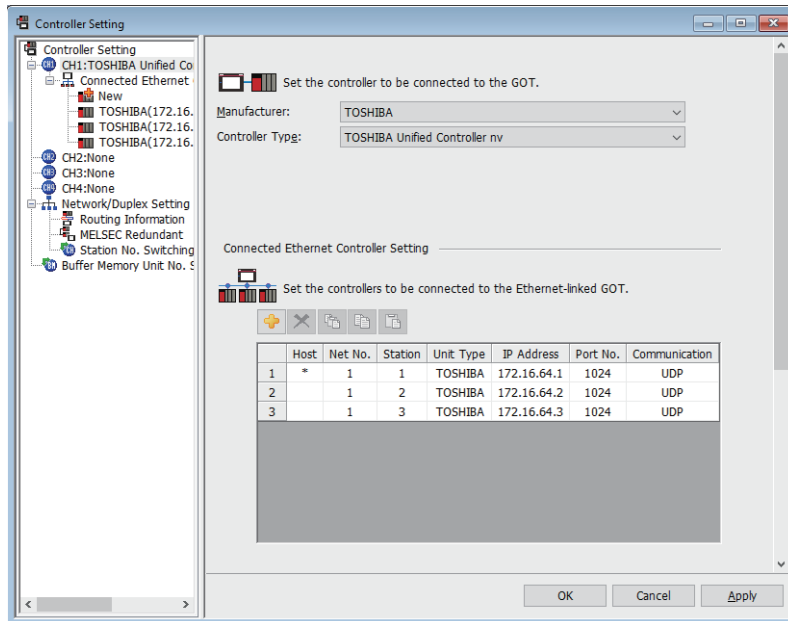 Controller Setting
Controller Setting
CH1:TOSHIBA Unified Co
Connected Ethernet
New
TOSHIBA(172.16.
TOSHIBA(172.16.
TOSHIBA(172.16.
CH2:None
CH3:None
CH4:None
Network/Duplex Setting
Routing Information
MELSEC Redundant
Station No. Switching
Buffer Memory Unit No. S
Set the controller to be connected to the GOT.
Manufacturer: TOSHIBA
Controller Type: TOSHIBA Unified Controller nv
Connected Ethernet Controller Setting
Set the controllers to be connected to the Ethernet-linked GOT.
Host Net No. Station Unit Type IP Address Port No. Communication
1 * 1 1 TOSHIBA 172.16.64.1 1024 UDP
2 1 2 TOSHIBA 172.16.64.2 1024 UDP
3 1 3 TOSHIBA 172.16.64.3 1024 UDP
OK Cancel Apply